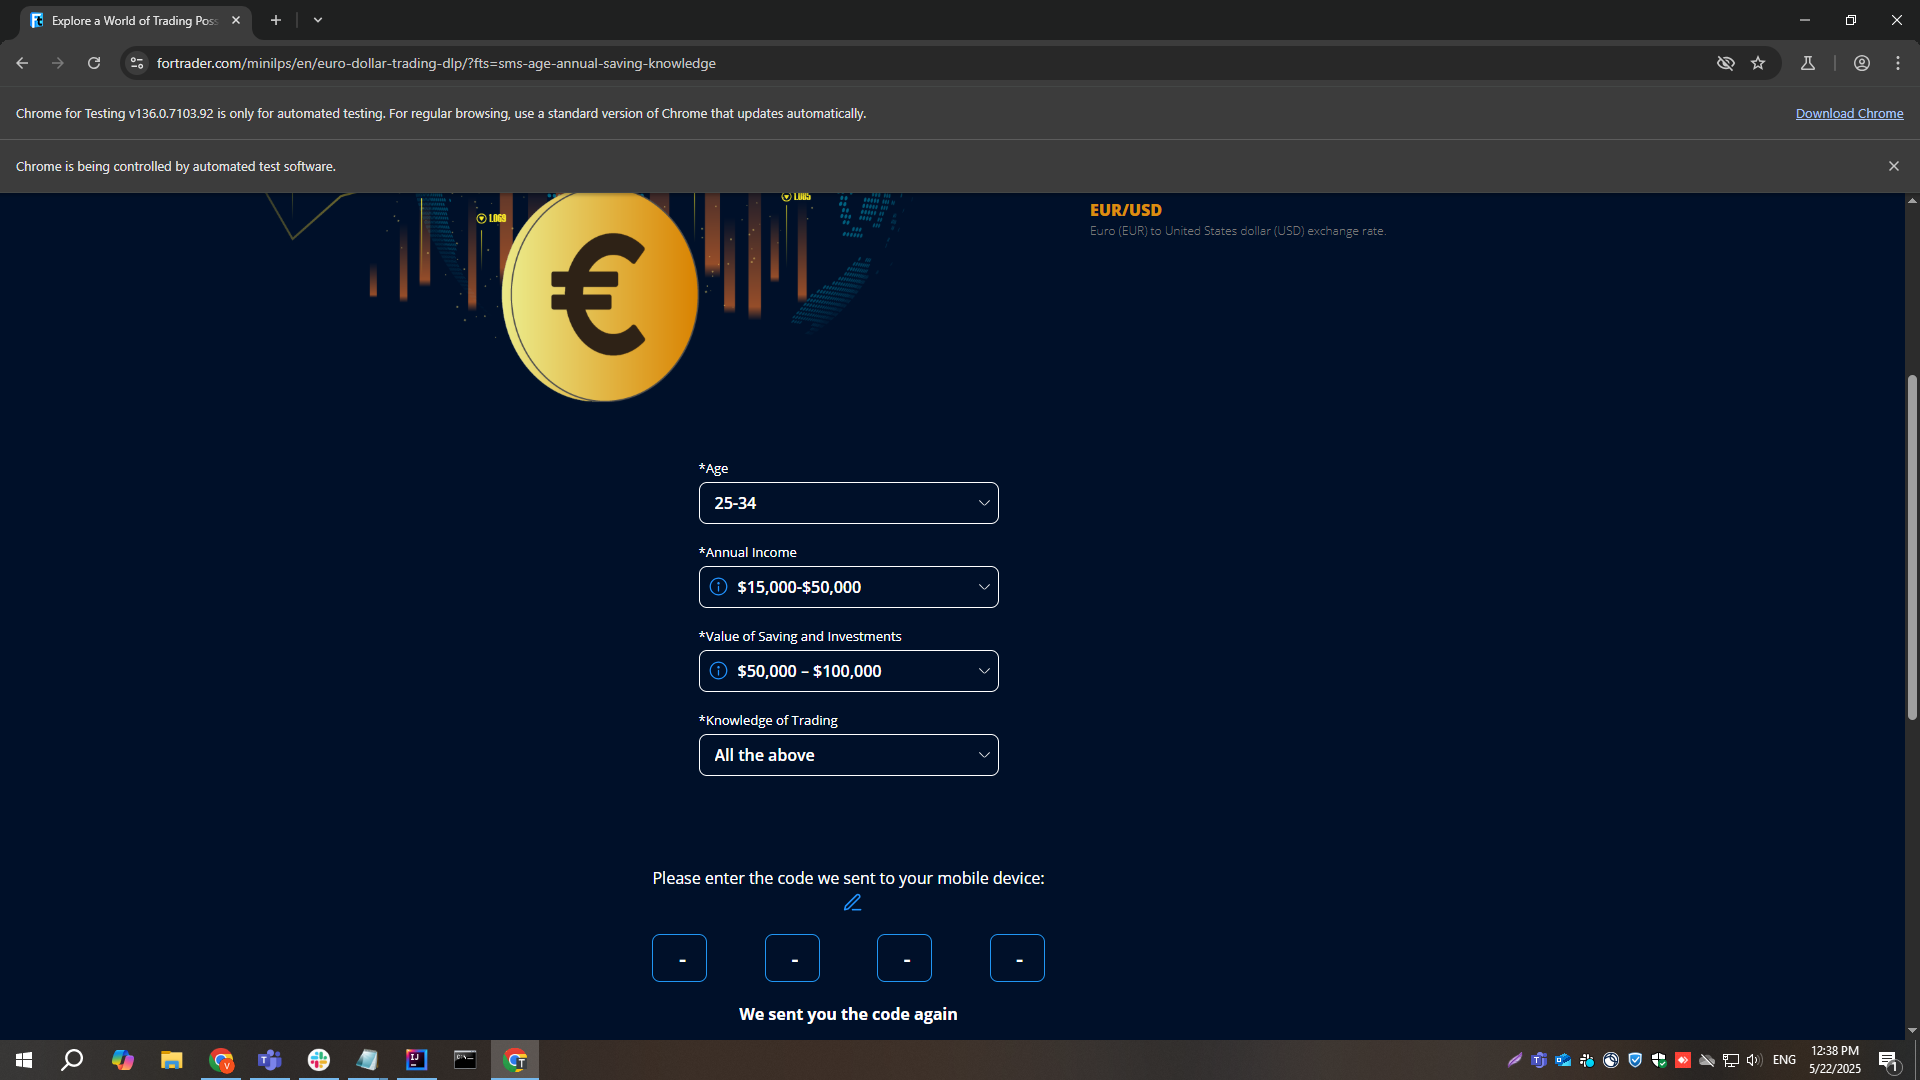 Explore a World of Trading Poss
fortrader.com/minilps/en/euro-dollar-trading-dlp/?fts=sms-age-annual-saving-knowledge
Chrome for Testing v136.0.7103.92 is only for automated testing. For regular browsing, use a standard version of Chrome that updates automatically.
Download Chrome
Chrome is being controlled by automated test software.
EUR/USD
Euro (EUR) to United States dollar (USD) exchange rate.
€
*Age
25-34
*Annual Income
$15,000-$50,000
*Value of Saving and Investments
$50,000 – $100,000
*Knowledge of Trading
All the above
Please enter the code we sent to your mobile device:
- - - -
We sent you the code again
ENG
12:38 PM
5/22/2025
1